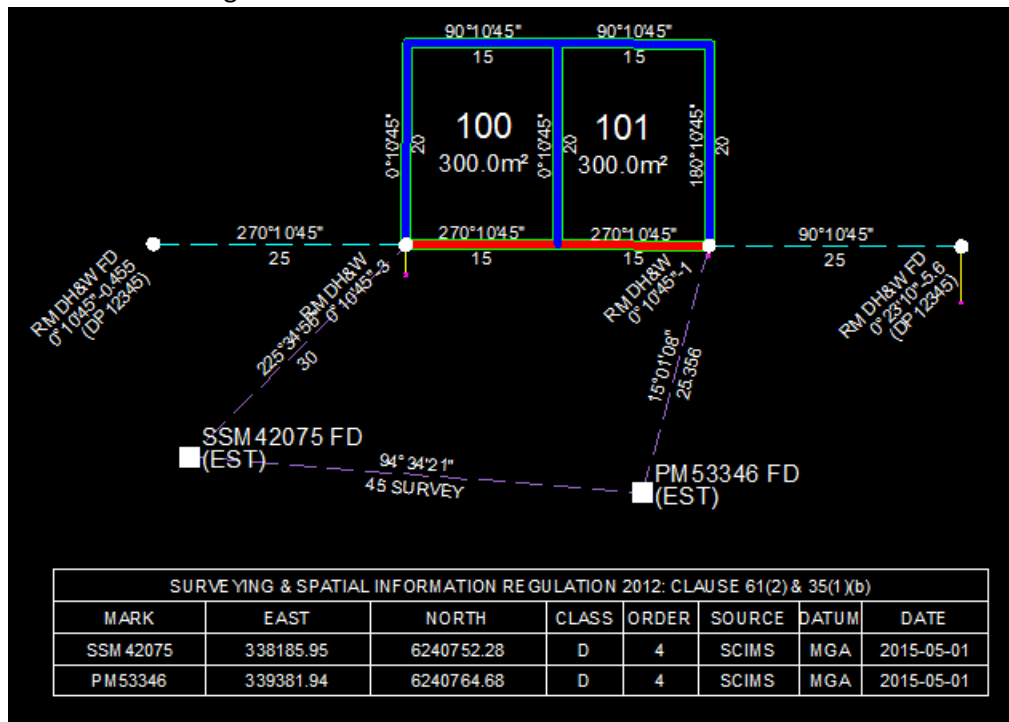 90°10'45" 90°10'45"
15 15
0°10'45"
20
100
300.0m²
0°10'45"
20
101
300.0m²
180°10'45"
20
270°10'45" 270°10'45" 270°10'45" 90°10'45"
25 15 15 25
RM DH&W FD
0°10'45"-0.455
(DP 12345)
RM DH&W
0°10'45"-3
RM DH&W
0°10'45"-1
RM DH&W FD
0°23'10"-5.6
(DP 12345)
225°34'56"
30
15°01'08"
25.356
SSM 42075 FD
(EST)
94°34'21"
45 SURVEY
PM 53346 FD
(EST)
SURVEYING & SPATIAL INFORMATION REGULATION 2012: CLAUSE 61(2) & 35(1)(b)
MARK EAST NORTH CLASS ORDER SOURCE DATUM DATE
SSM 42075 338185.95 6240752.28 D 4 SCIMS MGA 2015-05-01
PM 53346 339381.94 6240764.68 D 4 SCIMS MGA 2015-05-01